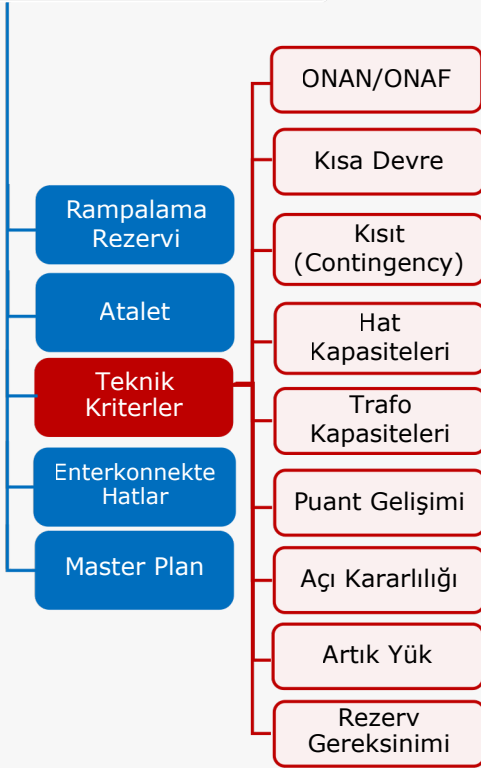 Rampalama
Rezervi
Atalet
Teknik
Kriterler
Enterkonnekte
Hatlar
Master Plan
ONAN/ONAF
Kısa Devre
Kısıt
(Contingency)
Hat
Kapasiteleri
Trafo
Kapasiteleri
Puant Gelişimi
Açı Kararlılığı
Artık Yük
Rezerv
Gereksinimi